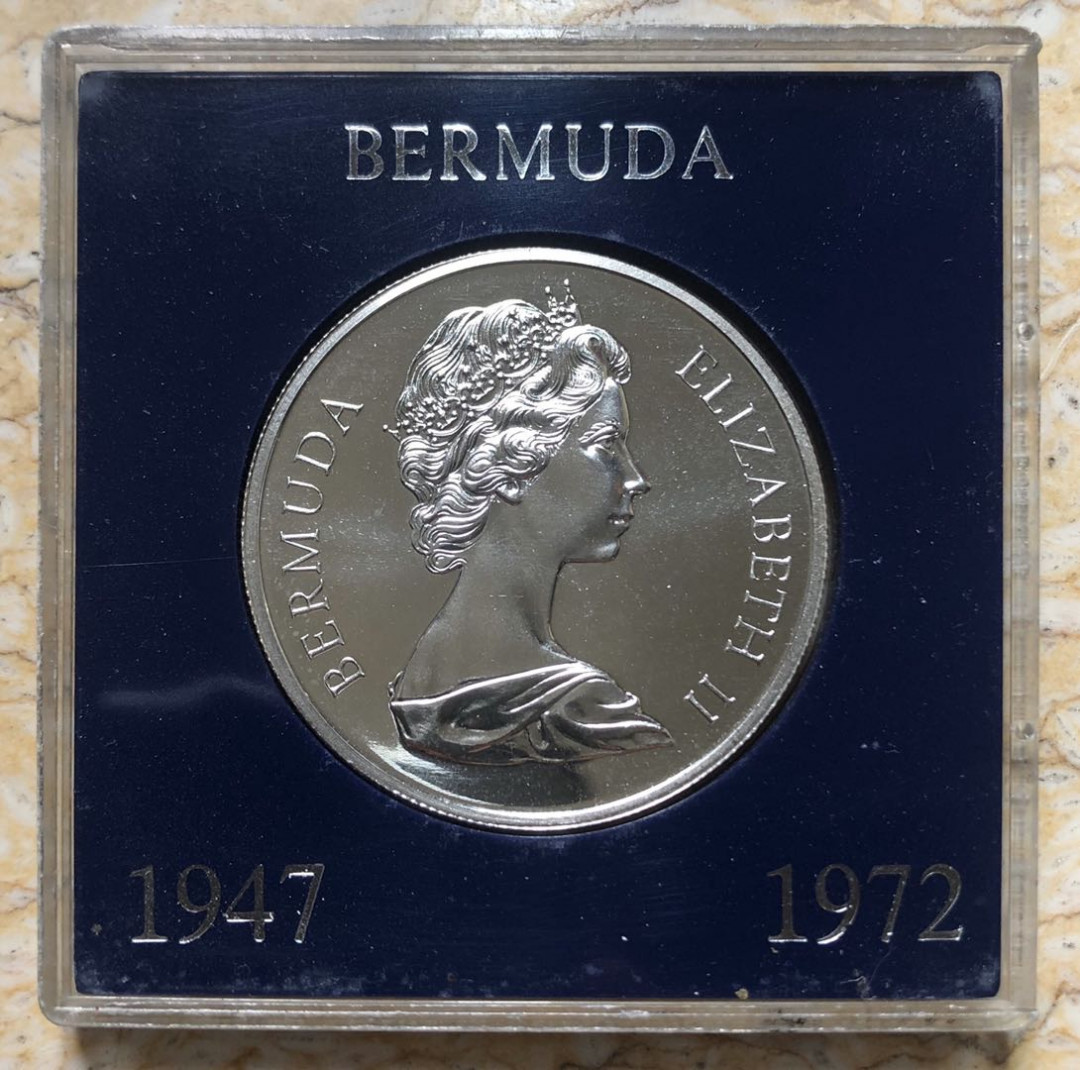 BERMUDA
BERMUDA
ELIZABETH II
1947
1972